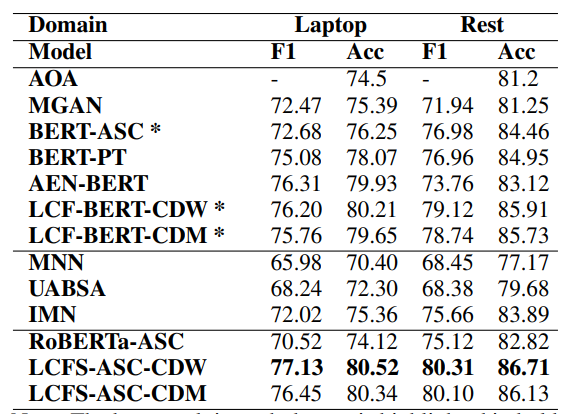 Domain Laptop Rest
Model F1 Acc F1 Acc
AOA - 74.5 - 81.2
MGAN 72.47 75.39 71.94 81.25
BERT-ASC * 72.68 76.25 76.98 84.46
BERT-PT 75.08 78.07 76.96 84.95
AEN-BERT 76.31 79.93 73.76 83.12
LCF-BERT-CDW * 76.20 80.21 79.12 85.91
LCF-BERT-CDM * 75.76 79.65 78.74 85.73
MNN 65.98 70.40 68.45 77.17
UABSA 68.24 72.30 68.38 79.68
IMN 72.02 75.36 75.66 83.89
RoBERTa-ASC 70.52 74.12 75.12 82.82
LCFS-ASC-CDW 77.13 80.52 80.31 86.71
LCFS-ASC-CDM 76.45 80.34 80.10 86.13